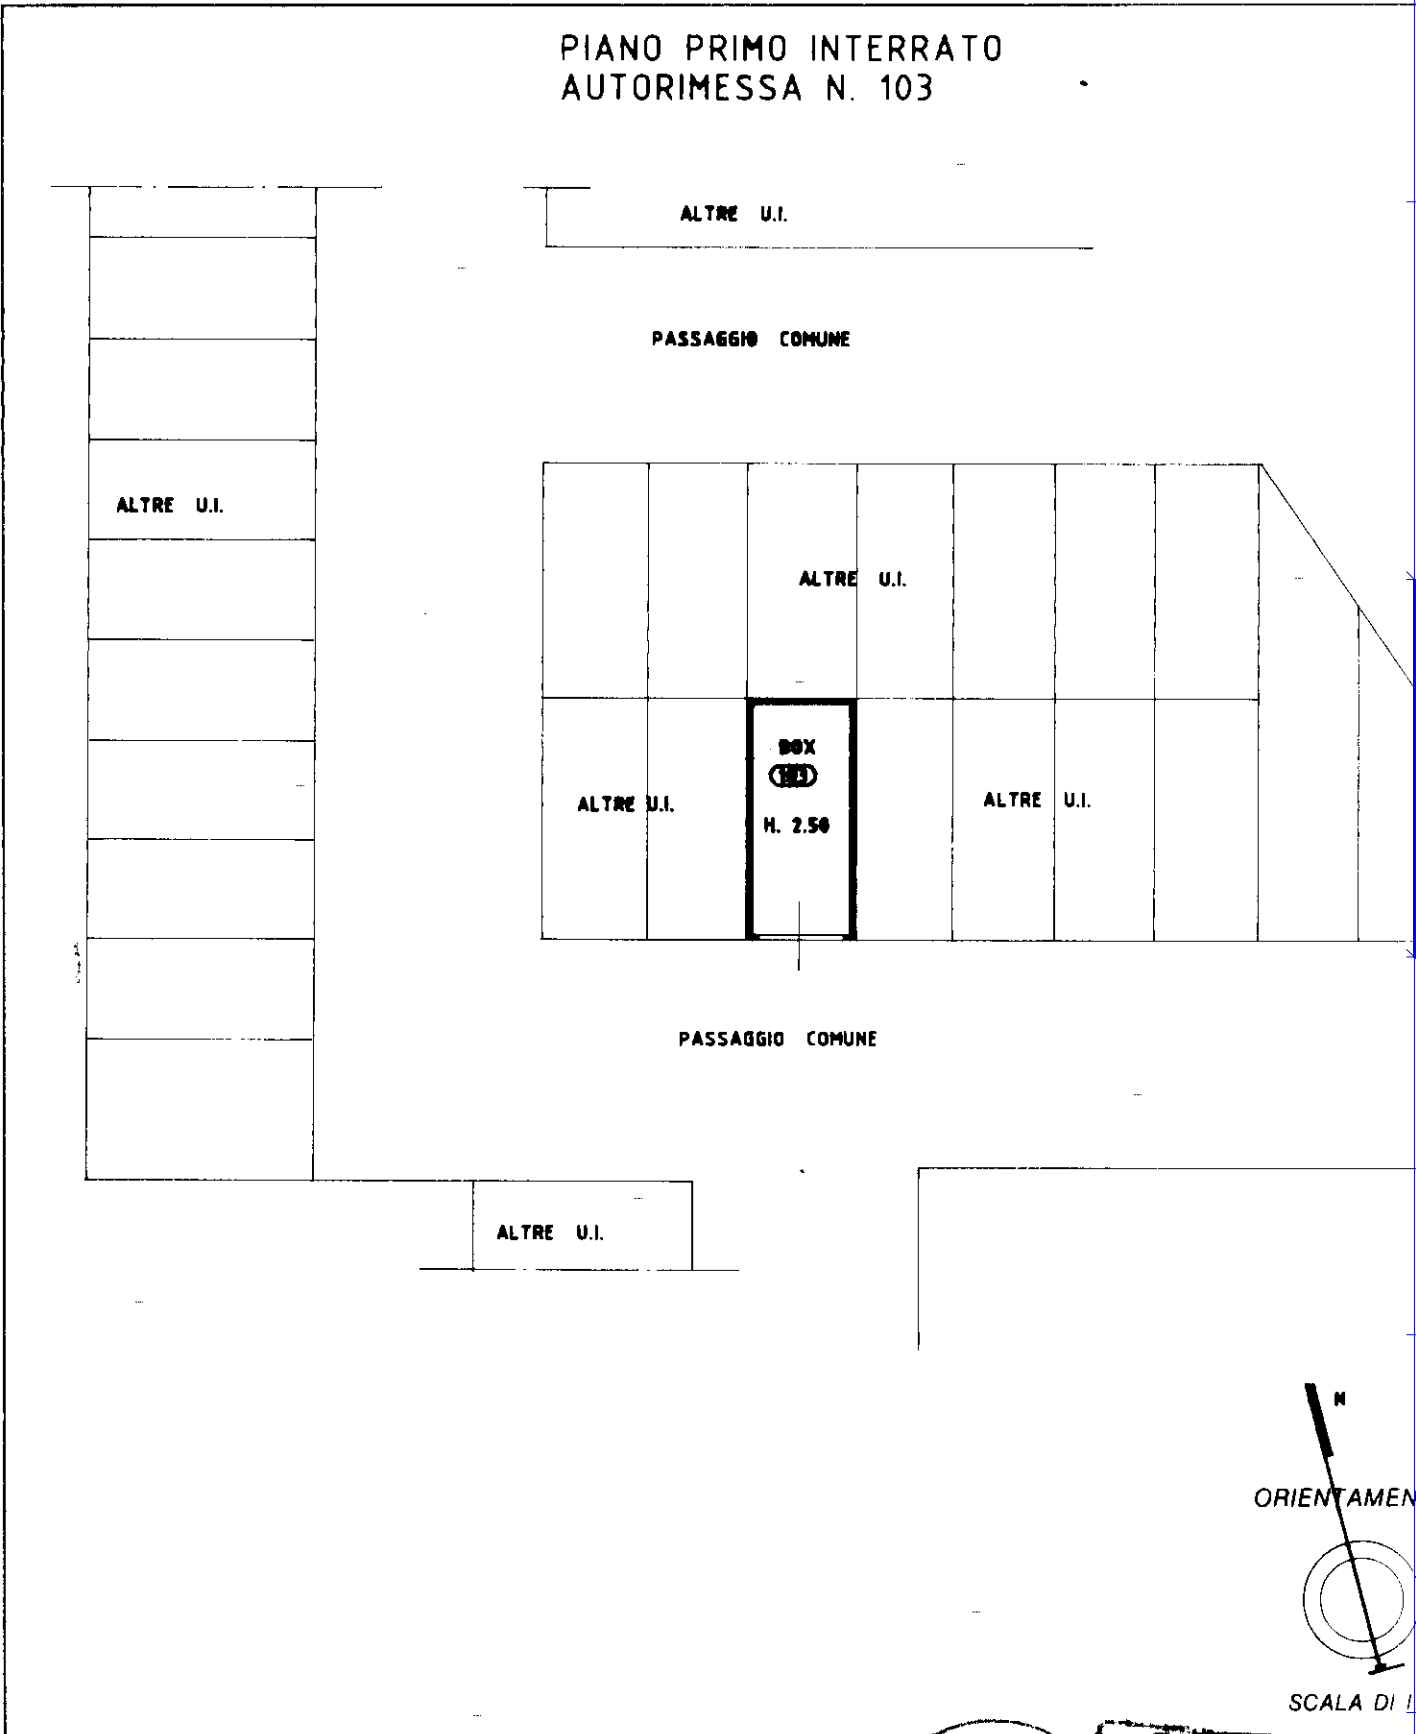 PIANO PRIMO INTERRATO
AUTORIMESSA N. 103
ALTRE U.I.
PASSAGGIO COMUNE
ALTRE U.I.
ALTRE U.I.
BOX
103
ALTRE U.I.
ALTRE U.I.
H. 2.50
PASSAGGIO COMUNE
ALTRE U.I.
N
ORIENTAMEN
SCALA DI